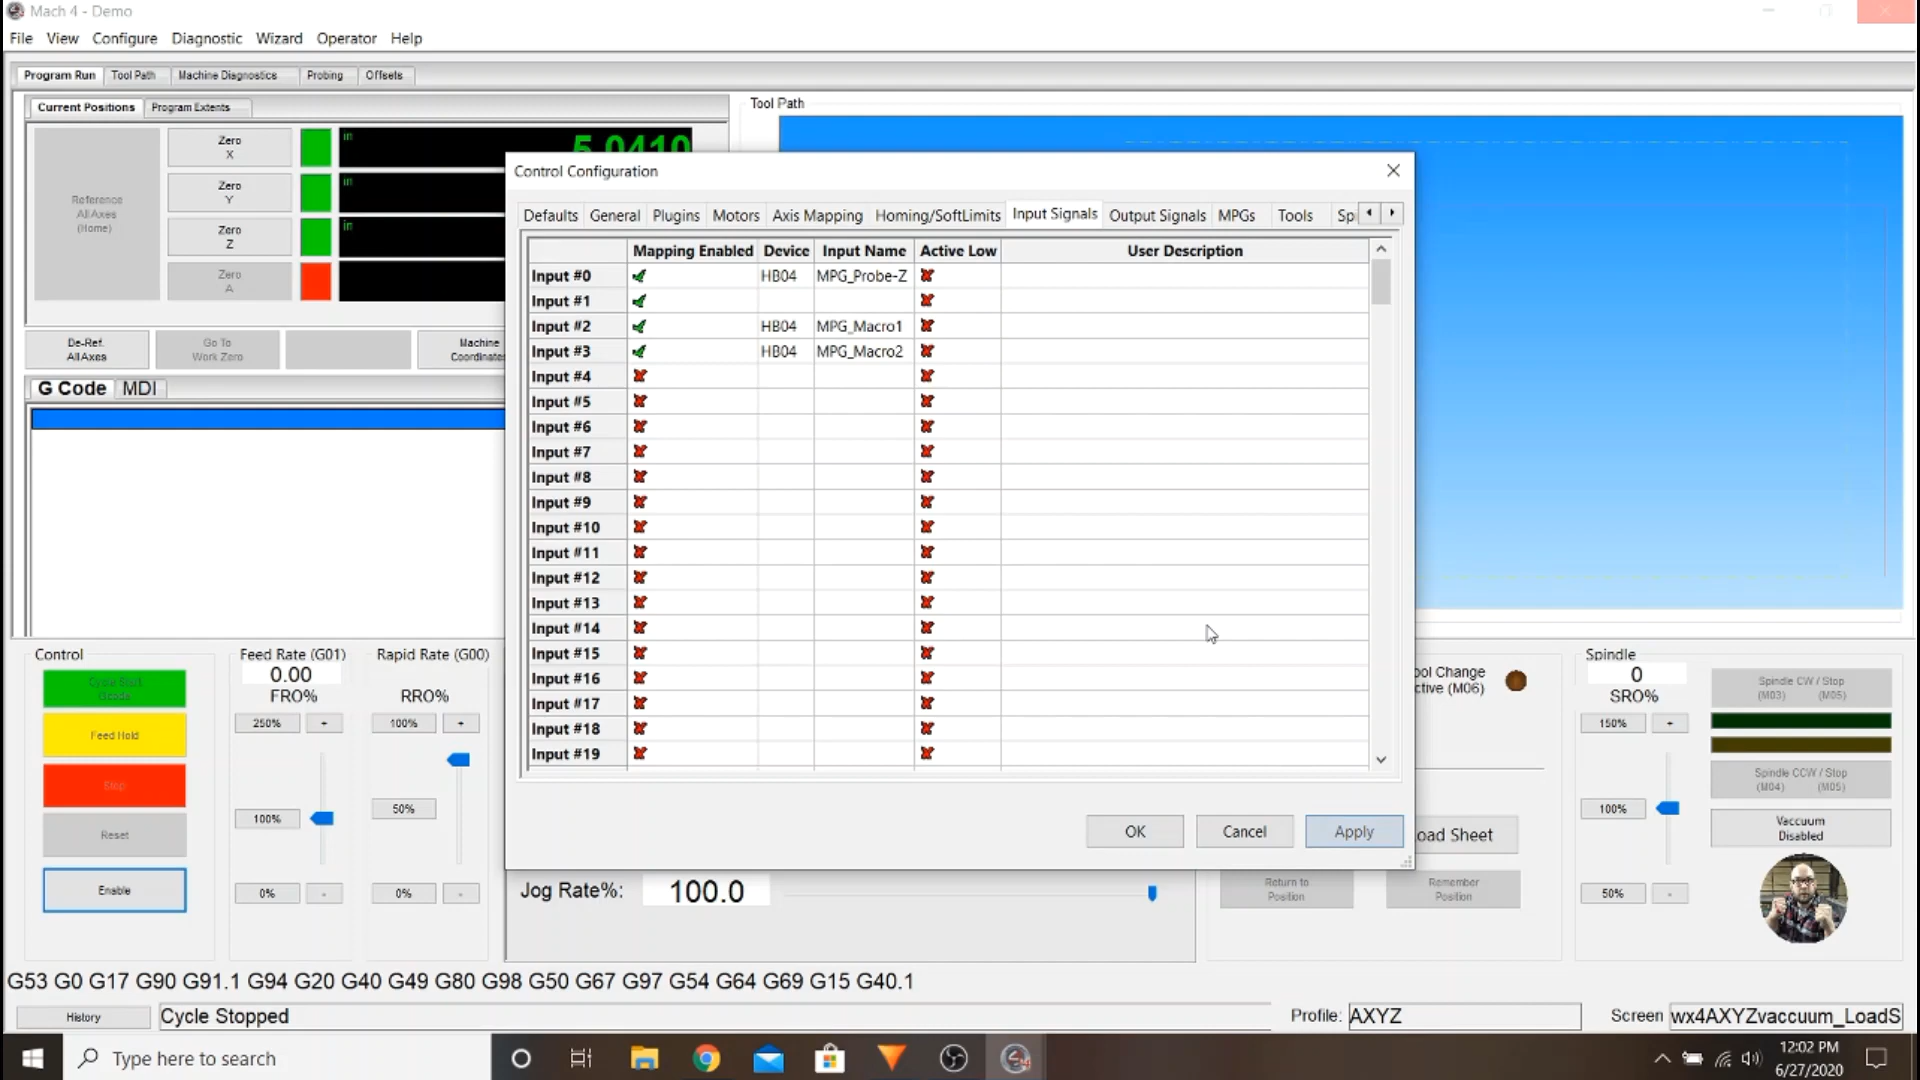 Mach 4 - Demo
File View Configure Diagnostic Wizard Operator Help
Program Run Tool Path Machine Diagnostics Probing Offsets
Current Positions Program Extents
Tool Path
Reference
All Axes
(Home)
Zero
X
in
5.0410
Zero
Y
in
Zero
Z
in
Zero
A
De-Ref.
All Axes
Go To
Work Zero
Machine
G Code MDI
Control Configuration
Defaults General Plugins Motors Axis Mapping Homing/SoftLimits Input Signals Output Signals MPGs Tools
Mapping Enabled Device Input Name Active Low User Description
Input #0 HB04 MPG_Probe-Z
Input #1
Input #2 HB04 MPG_Macro1
Input #3 HB04 MPG_Macro2
Input #4
Input #5
Input #6
Input #7
Input #8
Input #9
Input #10
Input #11
Input #12
Input #13
Input #14
Input #15
Input #16
Input #17
Input #18
Input #19
OK Cancel Apply
Control
Cycle Start
Gcode
Feed Hold
Stop
Reset
Enable
Feed Rate (G01)
0.00
FRO%
250% +
100%
0% -
Rapid Rate (G00)
RRO%
100% +
50%
0% -
Jog Rate%: 100.0
Change
(M06)
Sheet
Return to
Position
Remember
Position
Spindle
0
SRO%
150% +
100%
50% -
Spindle CW / Stop
(M03) (M05)
Spindle CCW / Stop
(M04) (M05)
Vaccuum
Disabled
G53 G0 G17 G90 G91.1 G94 G20 G40 G49 G80 G98 G50 G67 G97 G54 G64 G69 G15 G40.1
History Cycle Stopped Profile: AXYZ Screen wx4AXYZvaccuum_LoadS
Type here to search
12:02 PM
6/27/2020